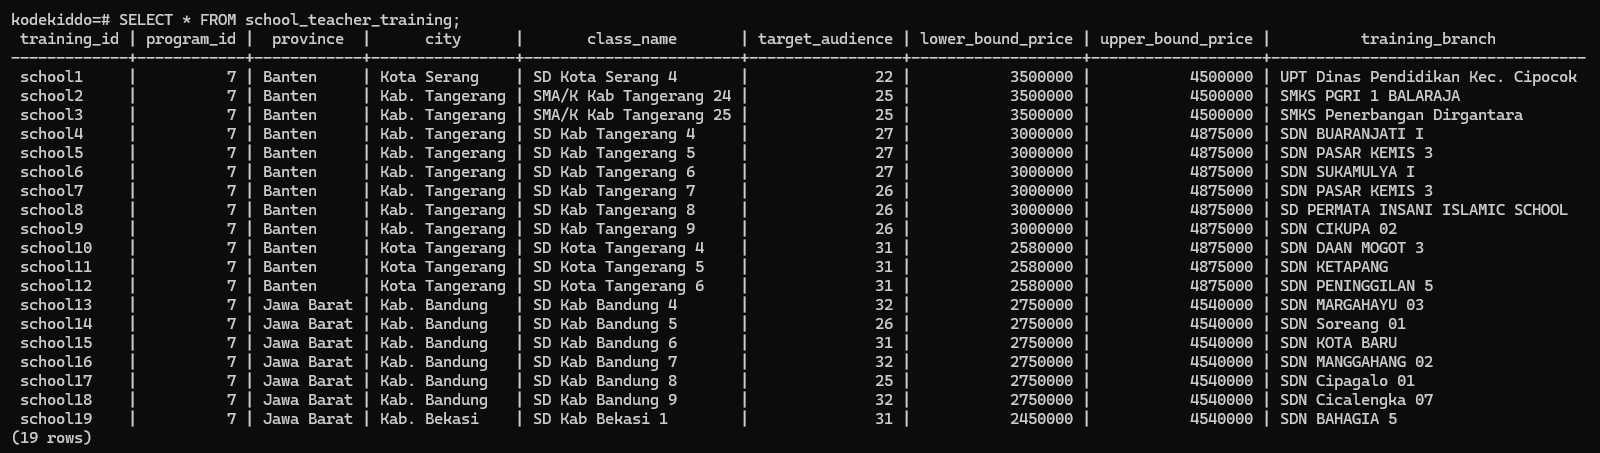 kodekiddo=# SELECT * FROM school_teacher_training;
 training_id | program_id |  province  |      city      |      class_name       | target_audience | lower_bound_price | upper_bound_price |          training_branch
-------------+------------+------------+----------------+-----------------------+-----------------+-------------------+-------------------+----------------------------------
 school1     |          7 | Banten     | Kota Serang    | SD Kota Serang 4      |              22 |           3500000 |           4500000 | UPT Dinas Pendidikan Kec. Cipocok
 school2     |          7 | Banten     | Kab. Tangerang | SMA/K Kab Tangerang 24 |              25 |           3500000 |           4500000 | SMKS PGRI 1 BALARAJA
 school3     |          7 | Banten     | Kab. Tangerang | SMA/K Kab Tangerang 25 |              25 |           3500000 |           4500000 | SMKS Penerbangan Dirgantara
 school4     |          7 | Banten     | Kab. Tangerang | SD Kab Tangerang 4    |              27 |           3000000 |           4875000 | SDN BUARANJATI I
 school5     |          7 | Banten     | Kab. Tangerang | SD Kab Tangerang 5    |              27 |           3000000 |           4875000 | SDN PASAR KEMIS 3
 school6     |          7 | Banten     | Kab. Tangerang | SD Kab Tangerang 6    |              27 |           3000000 |           4875000 | SDN SUKAMULYA I
 school7     |          7 | Banten     | Kab. Tangerang | SD Kab Tangerang 7    |              26 |           3000000 |           4875000 | SDN PASAR KEMIS 3
 school8     |          7 | Banten     | Kab. Tangerang | SD Kab Tangerang 8    |              26 |           3000000 |           4875000 | SD PERMATA INSANI ISLAMIC SCHOOL
 school9     |          7 | Banten     | Kab. Tangerang | SD Kab Tangerang 9    |              26 |           3000000 |           4875000 | SDN CIKUPA 02
 school10    |          7 | Banten     | Kota Tangerang | SD Kota Tangerang 4   |              31 |           2580000 |           4875000 | SDN DAAN MOGOT 3
 school11    |          7 | Banten     | Kota Tangerang | SD Kota Tangerang 5   |              31 |           2580000 |           4875000 | SDN KETAPANG
 school12    |          7 | Banten     | Kota Tangerang | SD Kota Tangerang 6   |              31 |           2580000 |           4875000 | SDN PENINGGILAN 5
 school13    |          7 | Jawa Barat | Kab. Bandung   | SD Kab Bandung 4      |              32 |           2750000 |           4540000 | SDN MARGAHAYU 03
 school14    |          7 | Jawa Barat | Kab. Bandung   | SD Kab Bandung 5      |              26 |           2750000 |           4540000 | SDN Soreang 01
 school15    |          7 | Jawa Barat | Kab. Bandung   | SD Kab Bandung 6      |              31 |           2750000 |           4540000 | SDN KOTA BARU
 school16    |          7 | Jawa Barat | Kab. Bandung   | SD Kab Bandung 7      |              32 |           2750000 |           4540000 | SDN MANGGAHANG 02
 school17    |          7 | Jawa Barat | Kab. Bandung   | SD Kab Bandung 8      |              25 |           2750000 |           4540000 | SDN Cipagalo 01
 school18    |          7 | Jawa Barat | Kab. Bandung   | SD Kab Bandung 9      |              32 |           2750000 |           4540000 | SDN Cicalengka 07
 school19    |          7 | Jawa Barat | Kab. Bekasi    | SD Kab Bekasi 1       |              31 |           2450000 |           4540000 | SDN BAHAGIA 5
(19 rows)